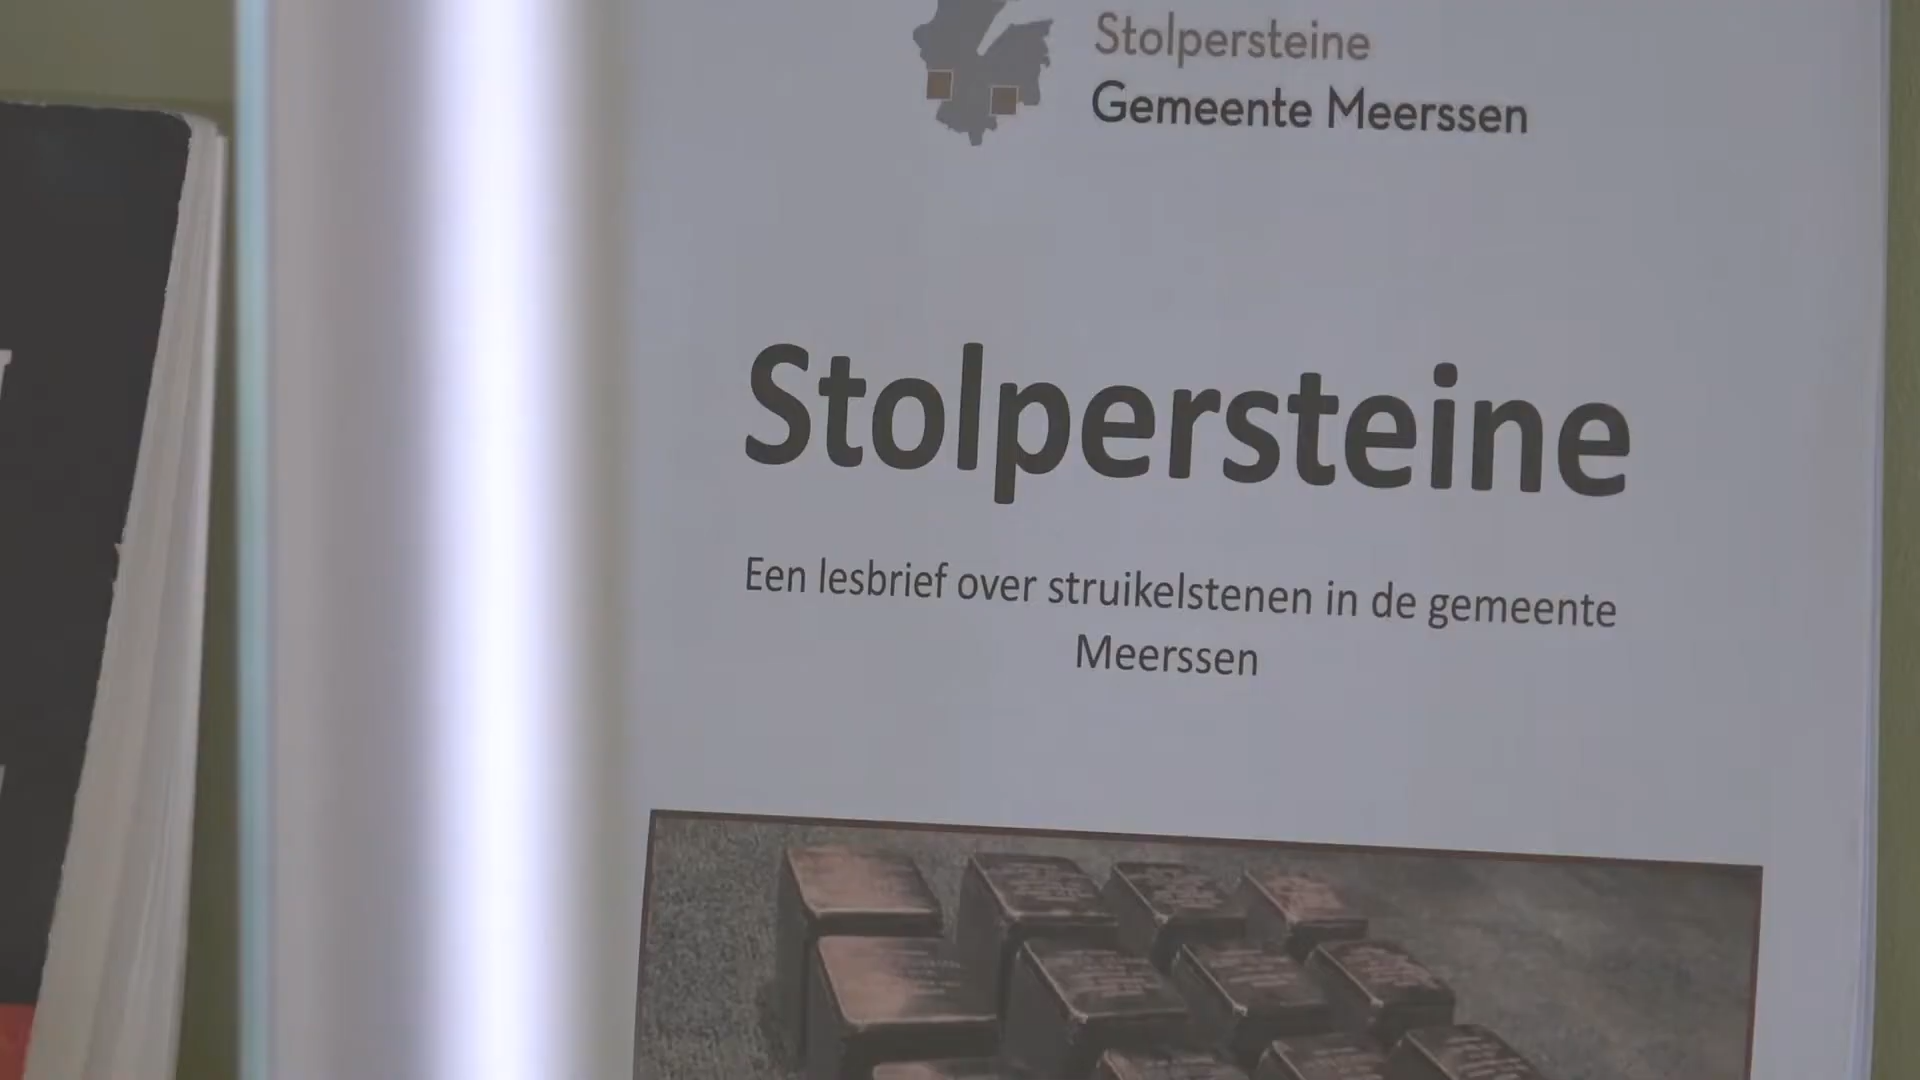 Stolpersteine
Gemeente Meerssen
Stolpersteine
Een lesbrief over struikelstenen in de gemeente
Meerssen